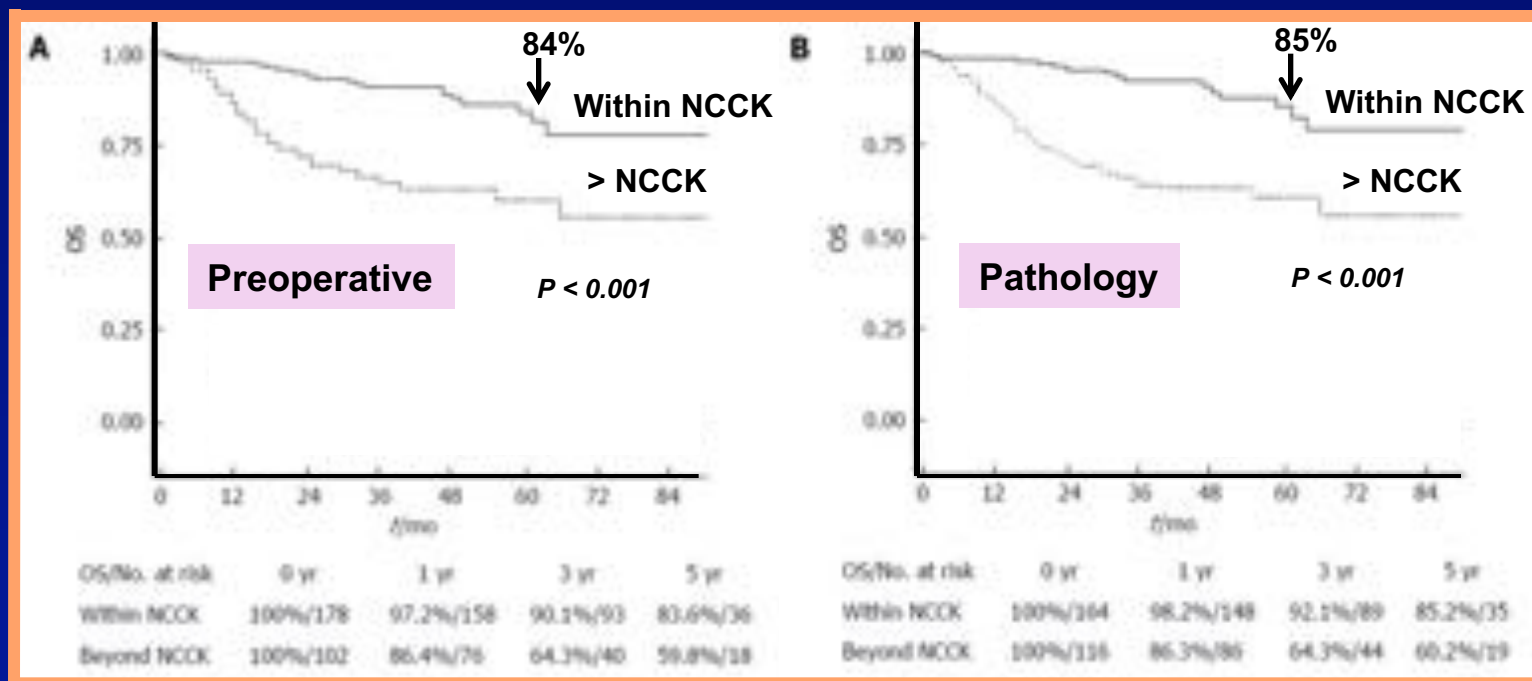 A
84%
1.00
Within NCCK
0.75
> NCCK
OS
0.50
Preoperative
P < 0.001
0.25
0.00
0 12 24 36 48 60 72 84
t/mo
OS/No. at risk 0 yr 1 yr 3 yr 5 yr
Within NCCK 100%/178 97.2%/158 90.1%/93 83.6%/36
Beyond NCCK 100%/102 86.4%/76 64.3%/40 59.8%/18
B
85%
1.00
Within NCCK
0.75
> NCCK
OS
0.50
Pathology
P < 0.001
0.25
0.00
0 12 24 36 48 60 72 84
t/mo
OS/No. at risk 0 yr 1 yr 3 yr 5 yr
Within NCCK 100%/164 98.2%/148 92.1%/89 85.2%/35
Beyond NCCK 100%/116 86.3%/86 64.3%/44 60.2%/19